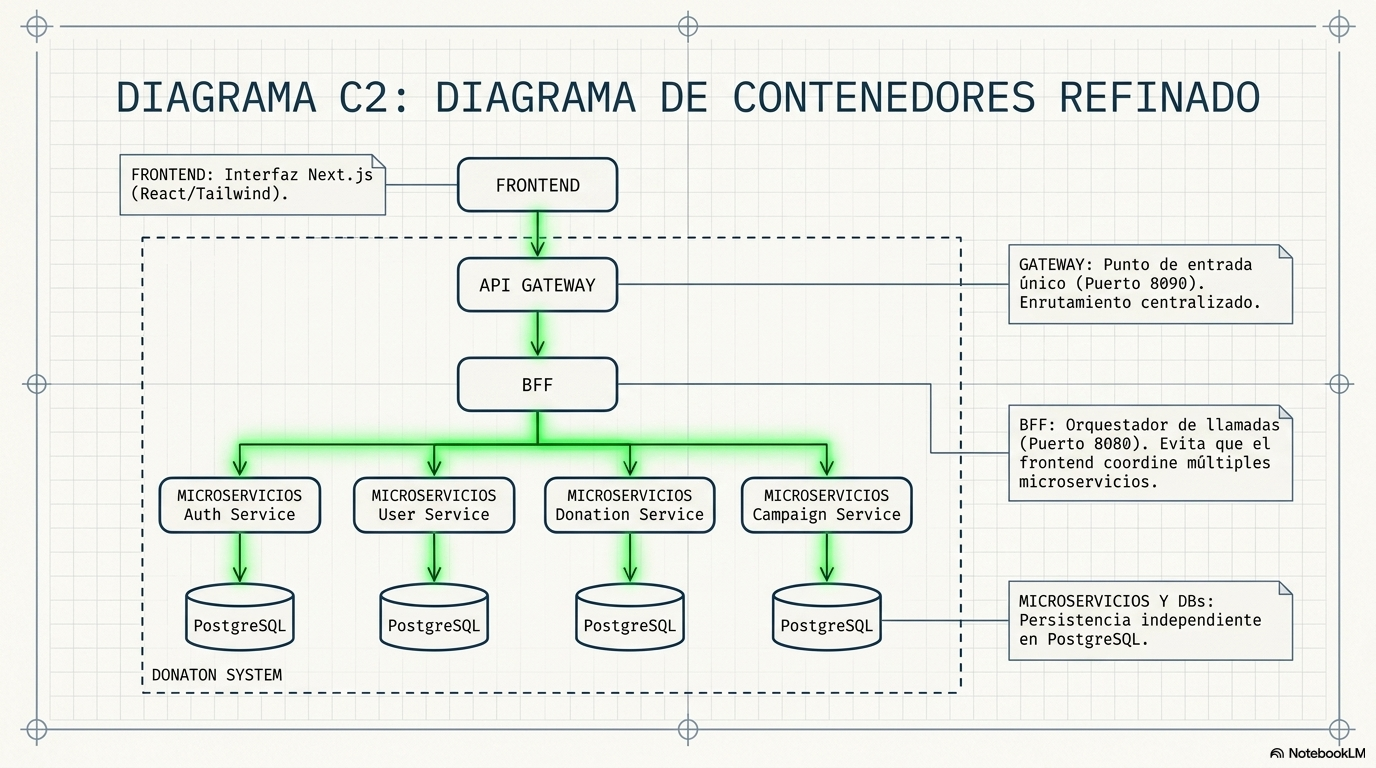 DIAGRAMA C2: DIAGRAMA DE CONTENEDORES REFINADO
FRONTEND: Interfaz Next.js
(React/Tailwind).
FRONTEND
API GATEWAY
GATEWAY: Punto de entrada
único (Puerto 8090).
Enrutamiento centralizado.
BFF
BFF: Orquestador de llamadas
(Puerto 8080). Evita que el
frontend coordine múltiples
microservicios.
MICROSERVICIOS
Auth Service
MICROSERVICIOS
User Service
MICROSERVICIOS
Donation Service
MICROSERVICIOS
Campaign Service
PostgreSQL
PostgreSQL
PostgreSQL
PostgreSQL
MICROSERVICIOS Y DBs:
Persistencia independiente
en PostgreSQL.
DONATON SYSTEM
NotebookLM